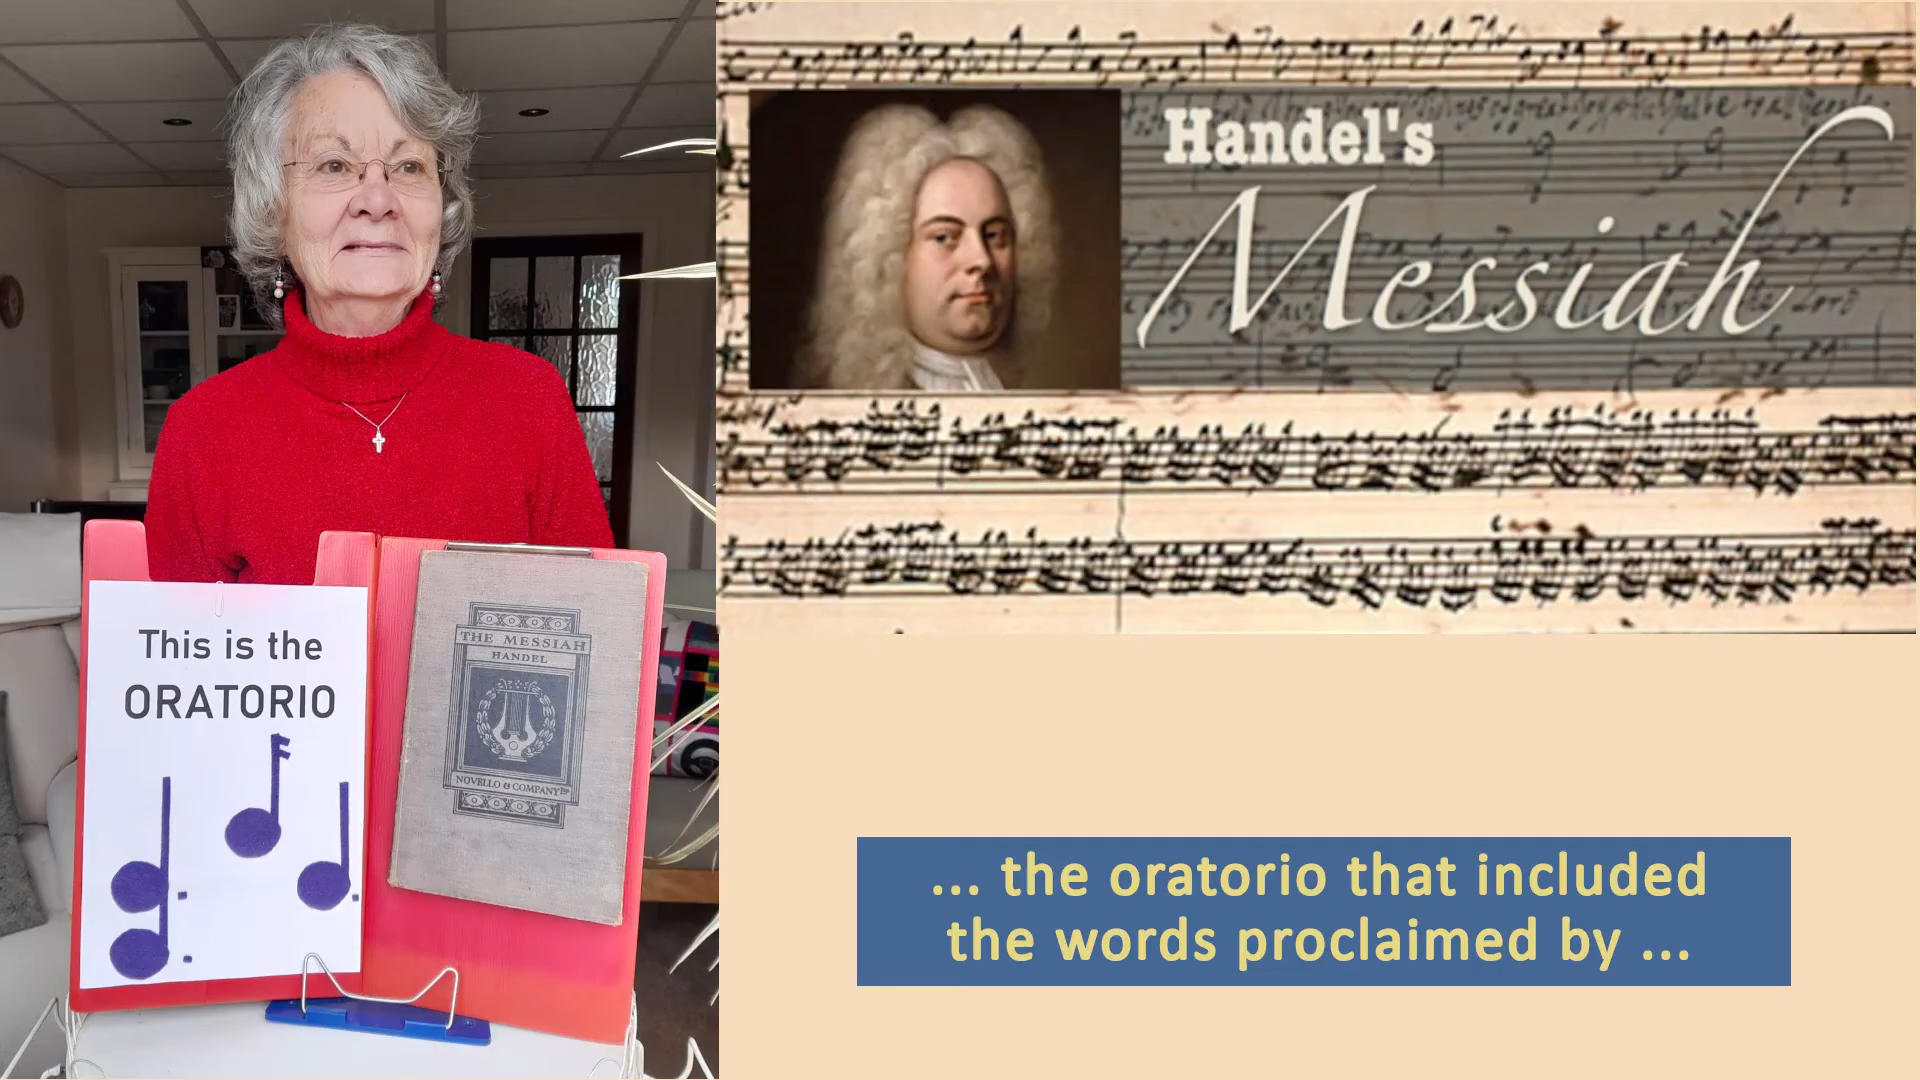 This is the
ORATORIO
THE MESSIAH
HANDEL
NOVELLO & COMPANY LTD
Handel's
Messiah
... the oratorio that included
the words proclaimed by ...